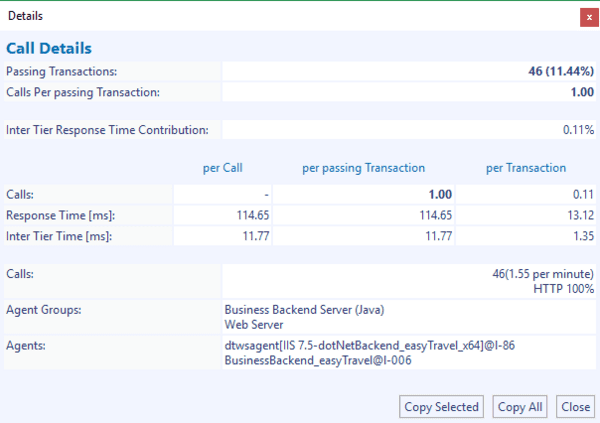 Details
x
Call Details
Passing Transactions: 46 (11.44%)
Calls Per passing Transaction: 1.00
Inter Tier Response Time Contribution: 0.11%
per Call per passing Transaction per Transaction
Calls: - 1.00 0.11
Response Time [ms]: 114.65 114.65 13.12
Inter Tier Time [ms]: 11.77 11.77 1.35
Calls: 46(1.55 per minute)
HTTP 100%
Agent Groups: Business Backend Server (Java)
Web Server
Agents: dtwsagent[IIS 7.5-dotNetBackend_easyTravel_x64]@I-86
BusinessBackend_easyTravel@I-006
Copy Selected Copy All Close